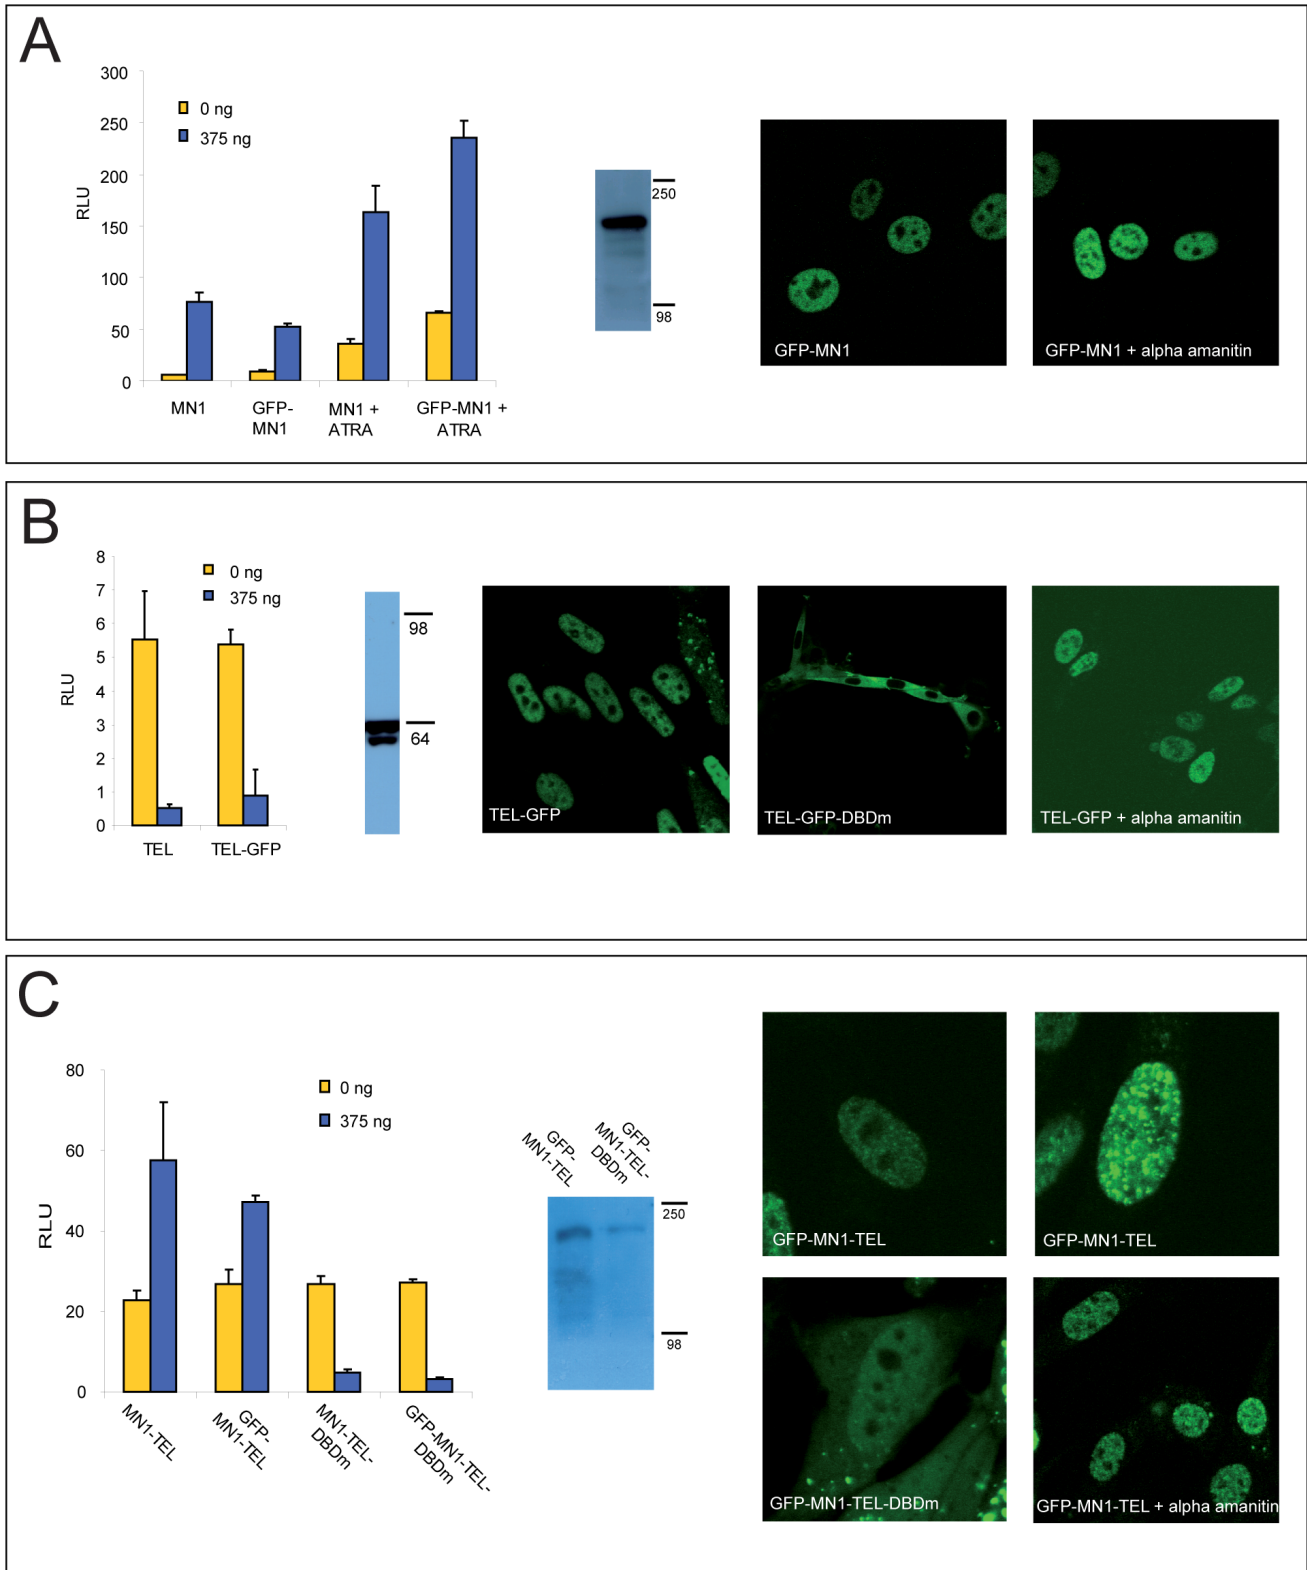 A
300
250
200
150
100
50
0
RLU
0 ng
375 ng
MN1
GFP-
MN1
MN1 +
ATRA
GFP-MN1 +
ATRA
250
98
GFP-MN1
GFP-MN1 + alpha amanitin
B
8
7
6
5
4
3
2
1
0
RLU
0 ng
375 ng
TEL
TEL-GFP
98
64
TEL-GFP
TEL-GFP-DBDm
TEL-GFP + alpha amanitin
C
80
60
40
20
0
RLU
0 ng
375 ng
MN1-TEL
GFP-
MN1-TEL
MN1-TEL-
DBDm
GFP-MN1-TEL-
DBDm
GFP-
MN1-TEL
GFP-
MN1-TEL-
DBDm
250
98
GFP-MN1-TEL
GFP-MN1-TEL
GFP-MN1-TEL-DBDm
GFP-MN1-TEL + alpha amanitin